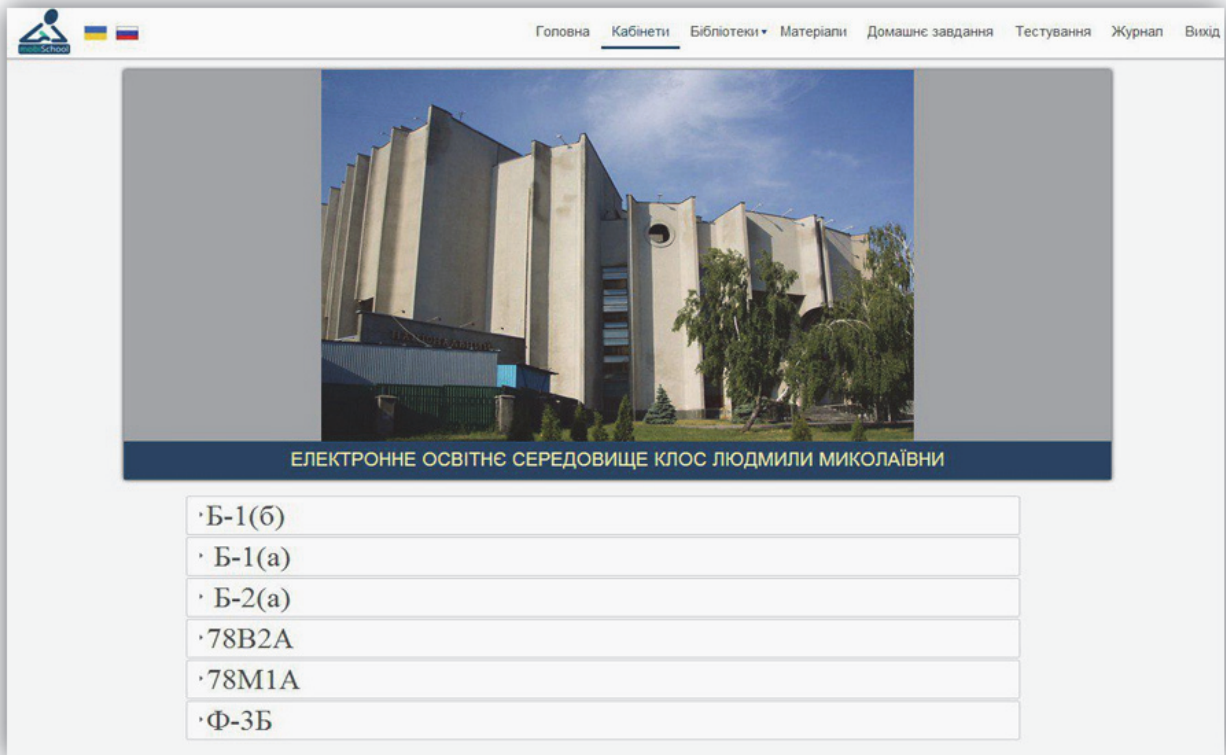 mobiSchool
Головна Кабінети Бібліотеки Матеріали Домашнє завдання Тестування Журнал Вихід
ЕЛЕКТРОННЕ ОСВІТНЄ СЕРЕДОВИЩЕ КЛОС ЛЮДМИЛИ МИКОЛАЇВНИ
Б-1(б)
Б-1(а)
Б-2(а)
78В2А
78М1А
Ф-3Б